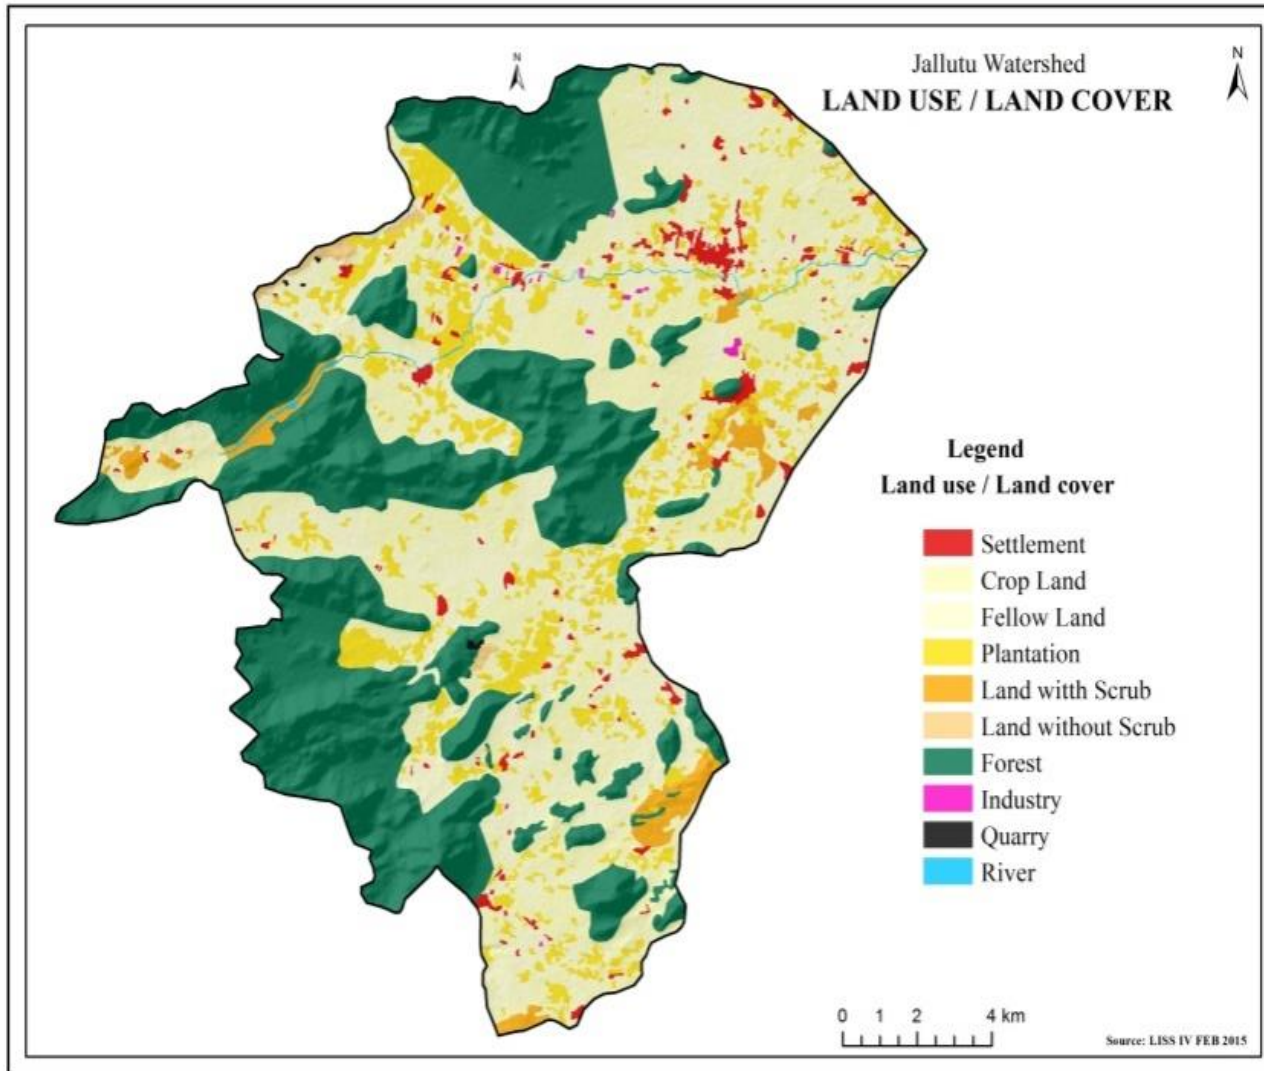 N
Jallutu Watershed
LAND USE / LAND COVER
N
Legend
Land use / Land cover
Settlement
Crop Land
Fellow Land
Plantation
Land witth Scrub
Land without Scrub
Forest
Industry
Quarry
River
0 1 2 4 km
Source: LISS IV FEB 2015